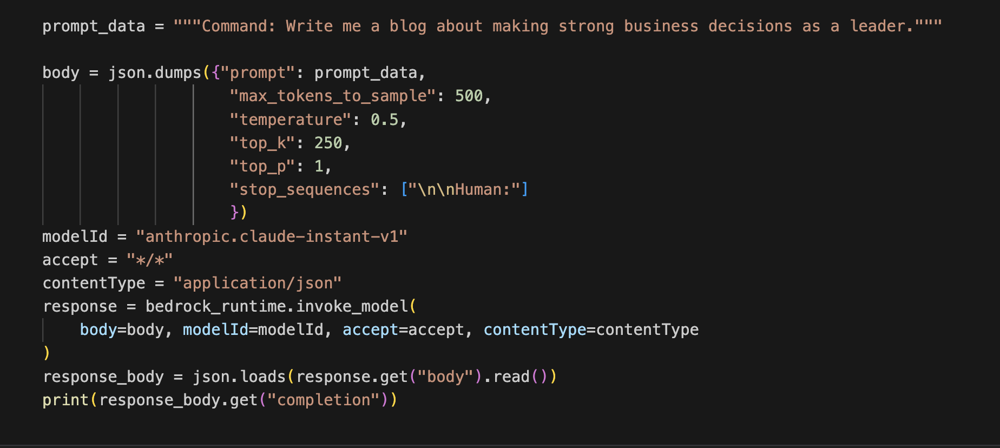 prompt_data = """Command: Write me a blog about making strong business decisions as a leader."""
body = json.dumps({"prompt": prompt_data,
"max_tokens_to_sample": 500,
"temperature": 0.5,
"top_k": 250,
"top_p": 1,
"stop_sequences": ["\n\nHuman:"]
})
modelId = "anthropic.claude-instant-v1"
accept = "*/*"
contentType = "application/json"
response = bedrock_runtime.invoke_model(
body=body, modelId=modelId, accept=accept, contentType=contentType
)
response_body = json.loads(response.get("body").read())
print(response_body.get("completion"))